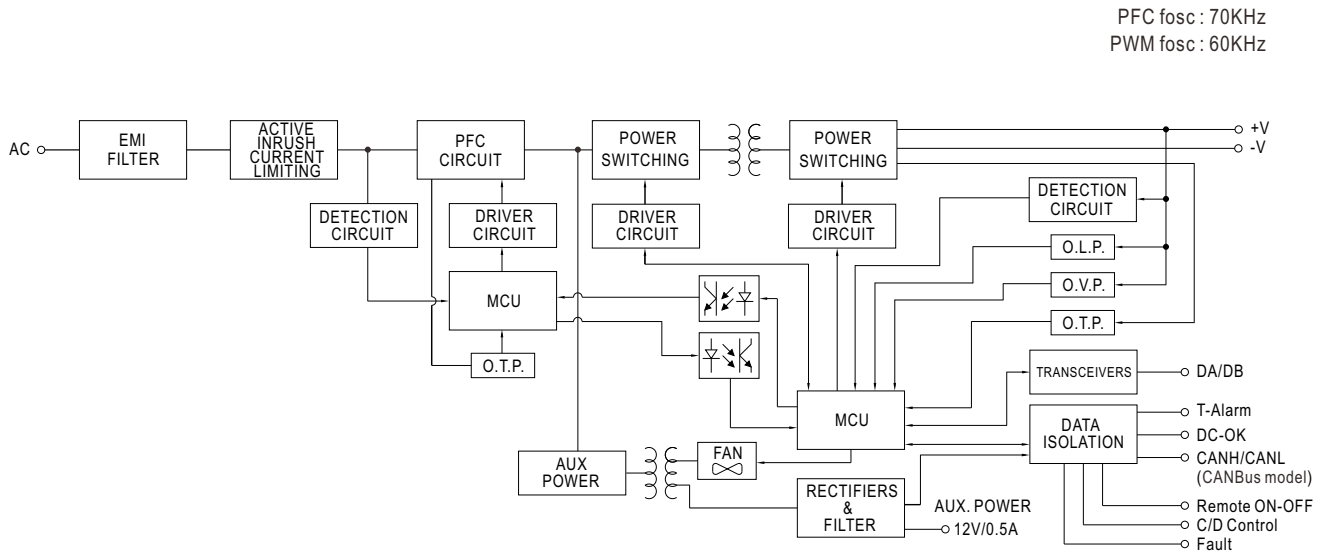 PFC fosc : 70KHz
PWM fosc : 60KHz
AC
EMI
FILTER
ACTIVE
INRUSH
CURRENT
LIMITING
PFC
CIRCUIT
POWER
SWITCHING
POWER
SWITCHING
+V
-V
DETECTION
CIRCUIT
DRIVER
CIRCUIT
DRIVER
CIRCUIT
DRIVER
CIRCUIT
DETECTION
CIRCUIT
O.L.P.
O.V.P.
O.T.P.
MCU
O.T.P.
TRANSCEIVERS
DA/DB
MCU
DATA
ISOLATION
T-Alarm
DC-OK
CANH/CANL
(CANBus model)
AUX
POWER
FAN
RECTIFIERS
&
FILTER
AUX. POWER
12V/0.5A
Remote ON-OFF
C/D Control
Fault